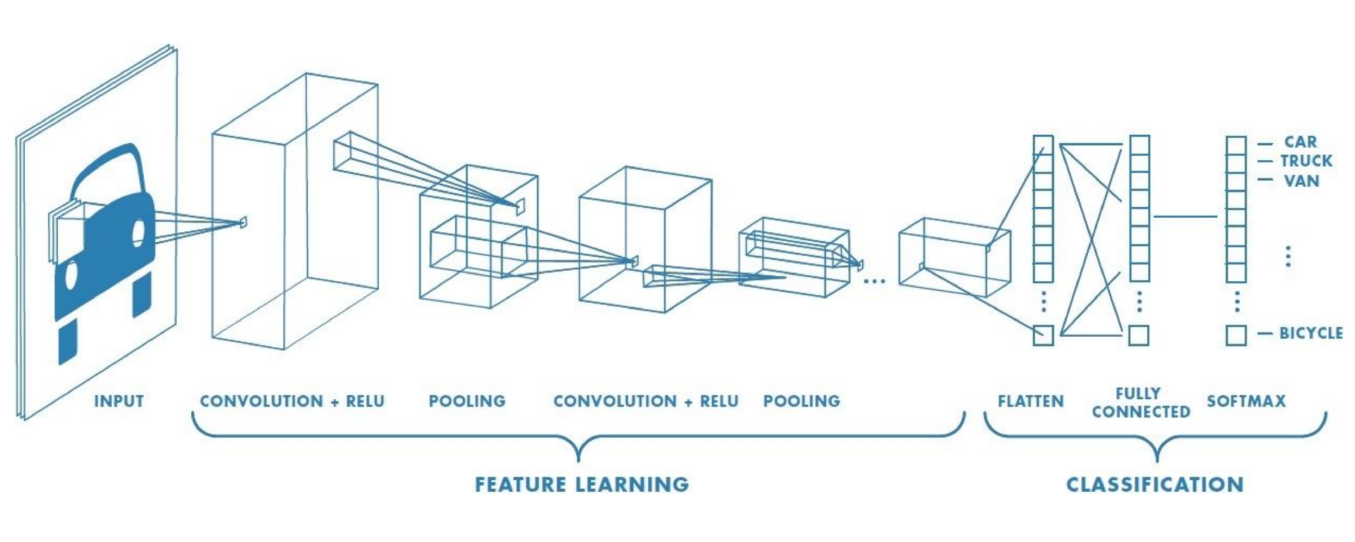 CAR
TRUCK
VAN
BICYCLE
INPUT
CONVOLUTION + RELU
POOLING
CONVOLUTION + RELU
POOLING
FLATTEN
FULLY
CONNECTED
SOFTMAX
FEATURE LEARNING
CLASSIFICATION